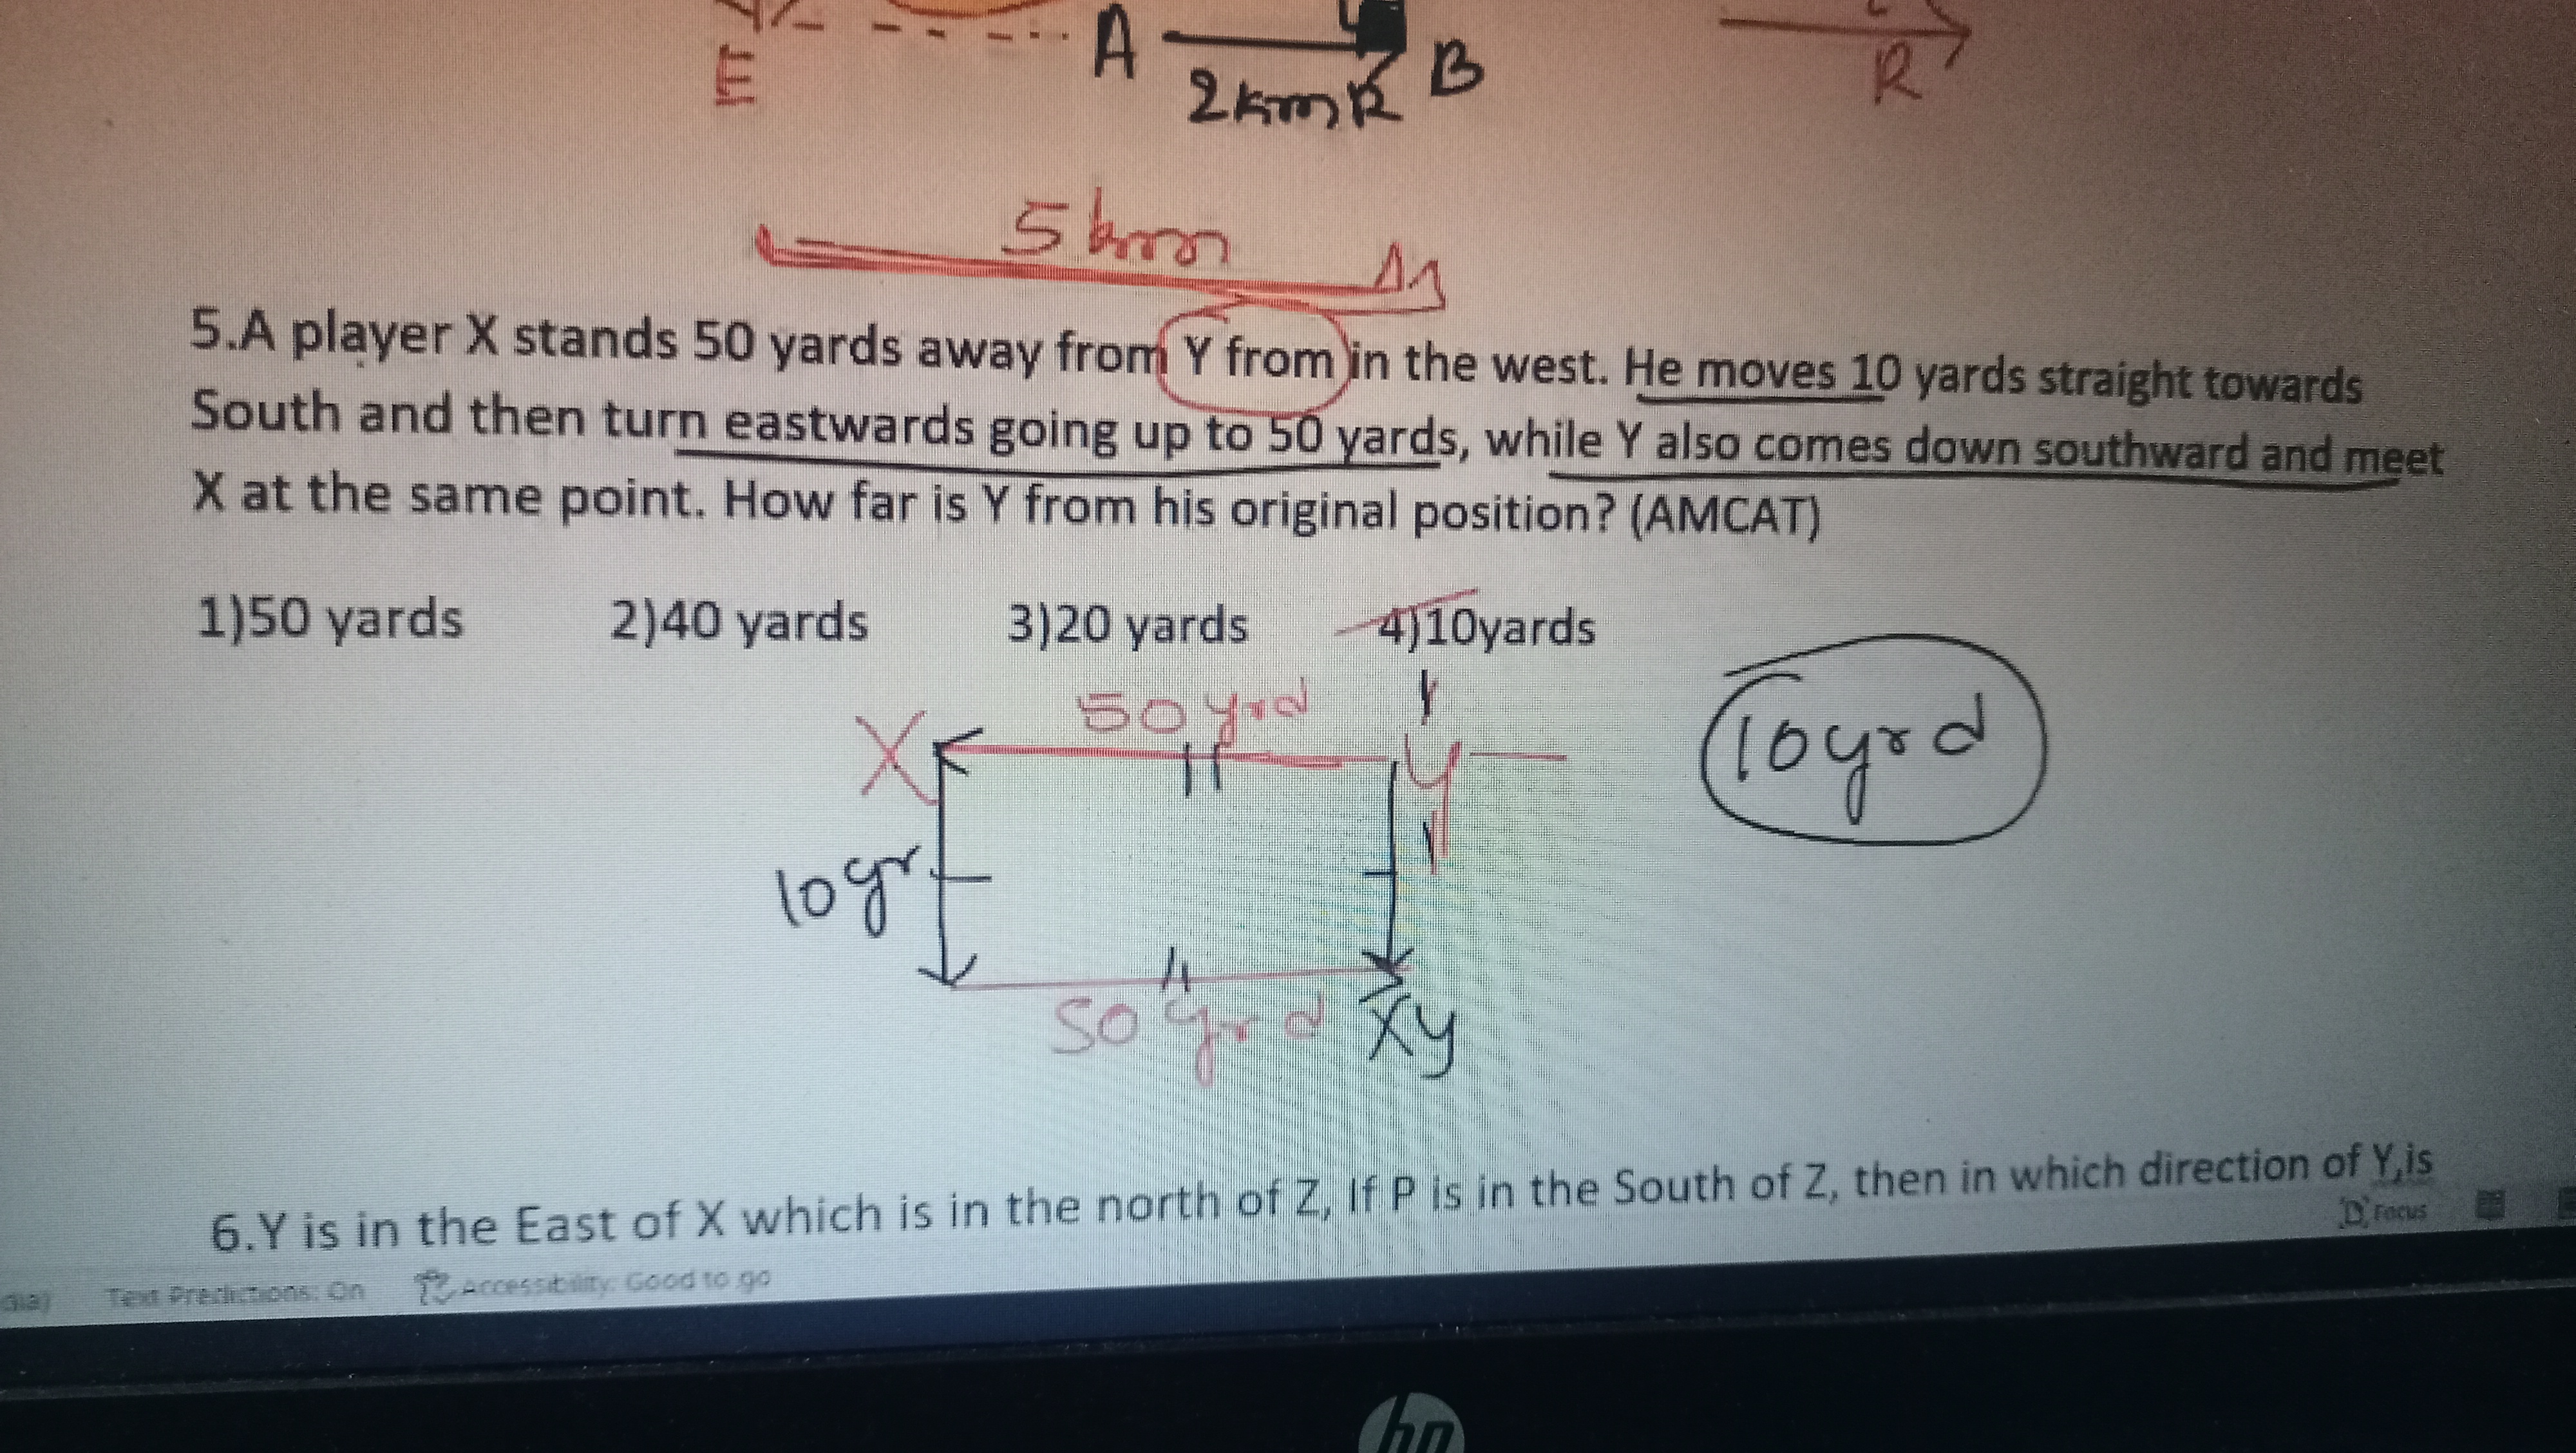 E
A
2km
B
R
5 km
5.A player X stands 50 yards away from Y from in the west. He moves 10 yards straight towards
South and then turn eastwards going up to 50 yards, while Y also comes down southward and meet
X at the same point. How far is Y from his original position? (AMCAT)
1)50 yards 2)40 yards 3)20 yards 4)10yards
50 yrd
X
y
10yr
10yrd
50 yrd
xy
6.Y is in the East of X which is in the north of Z, If P is in the South of Z, then in which direction of Y,is
Text Predictions: On Accessibility: Good to go Focus
hp